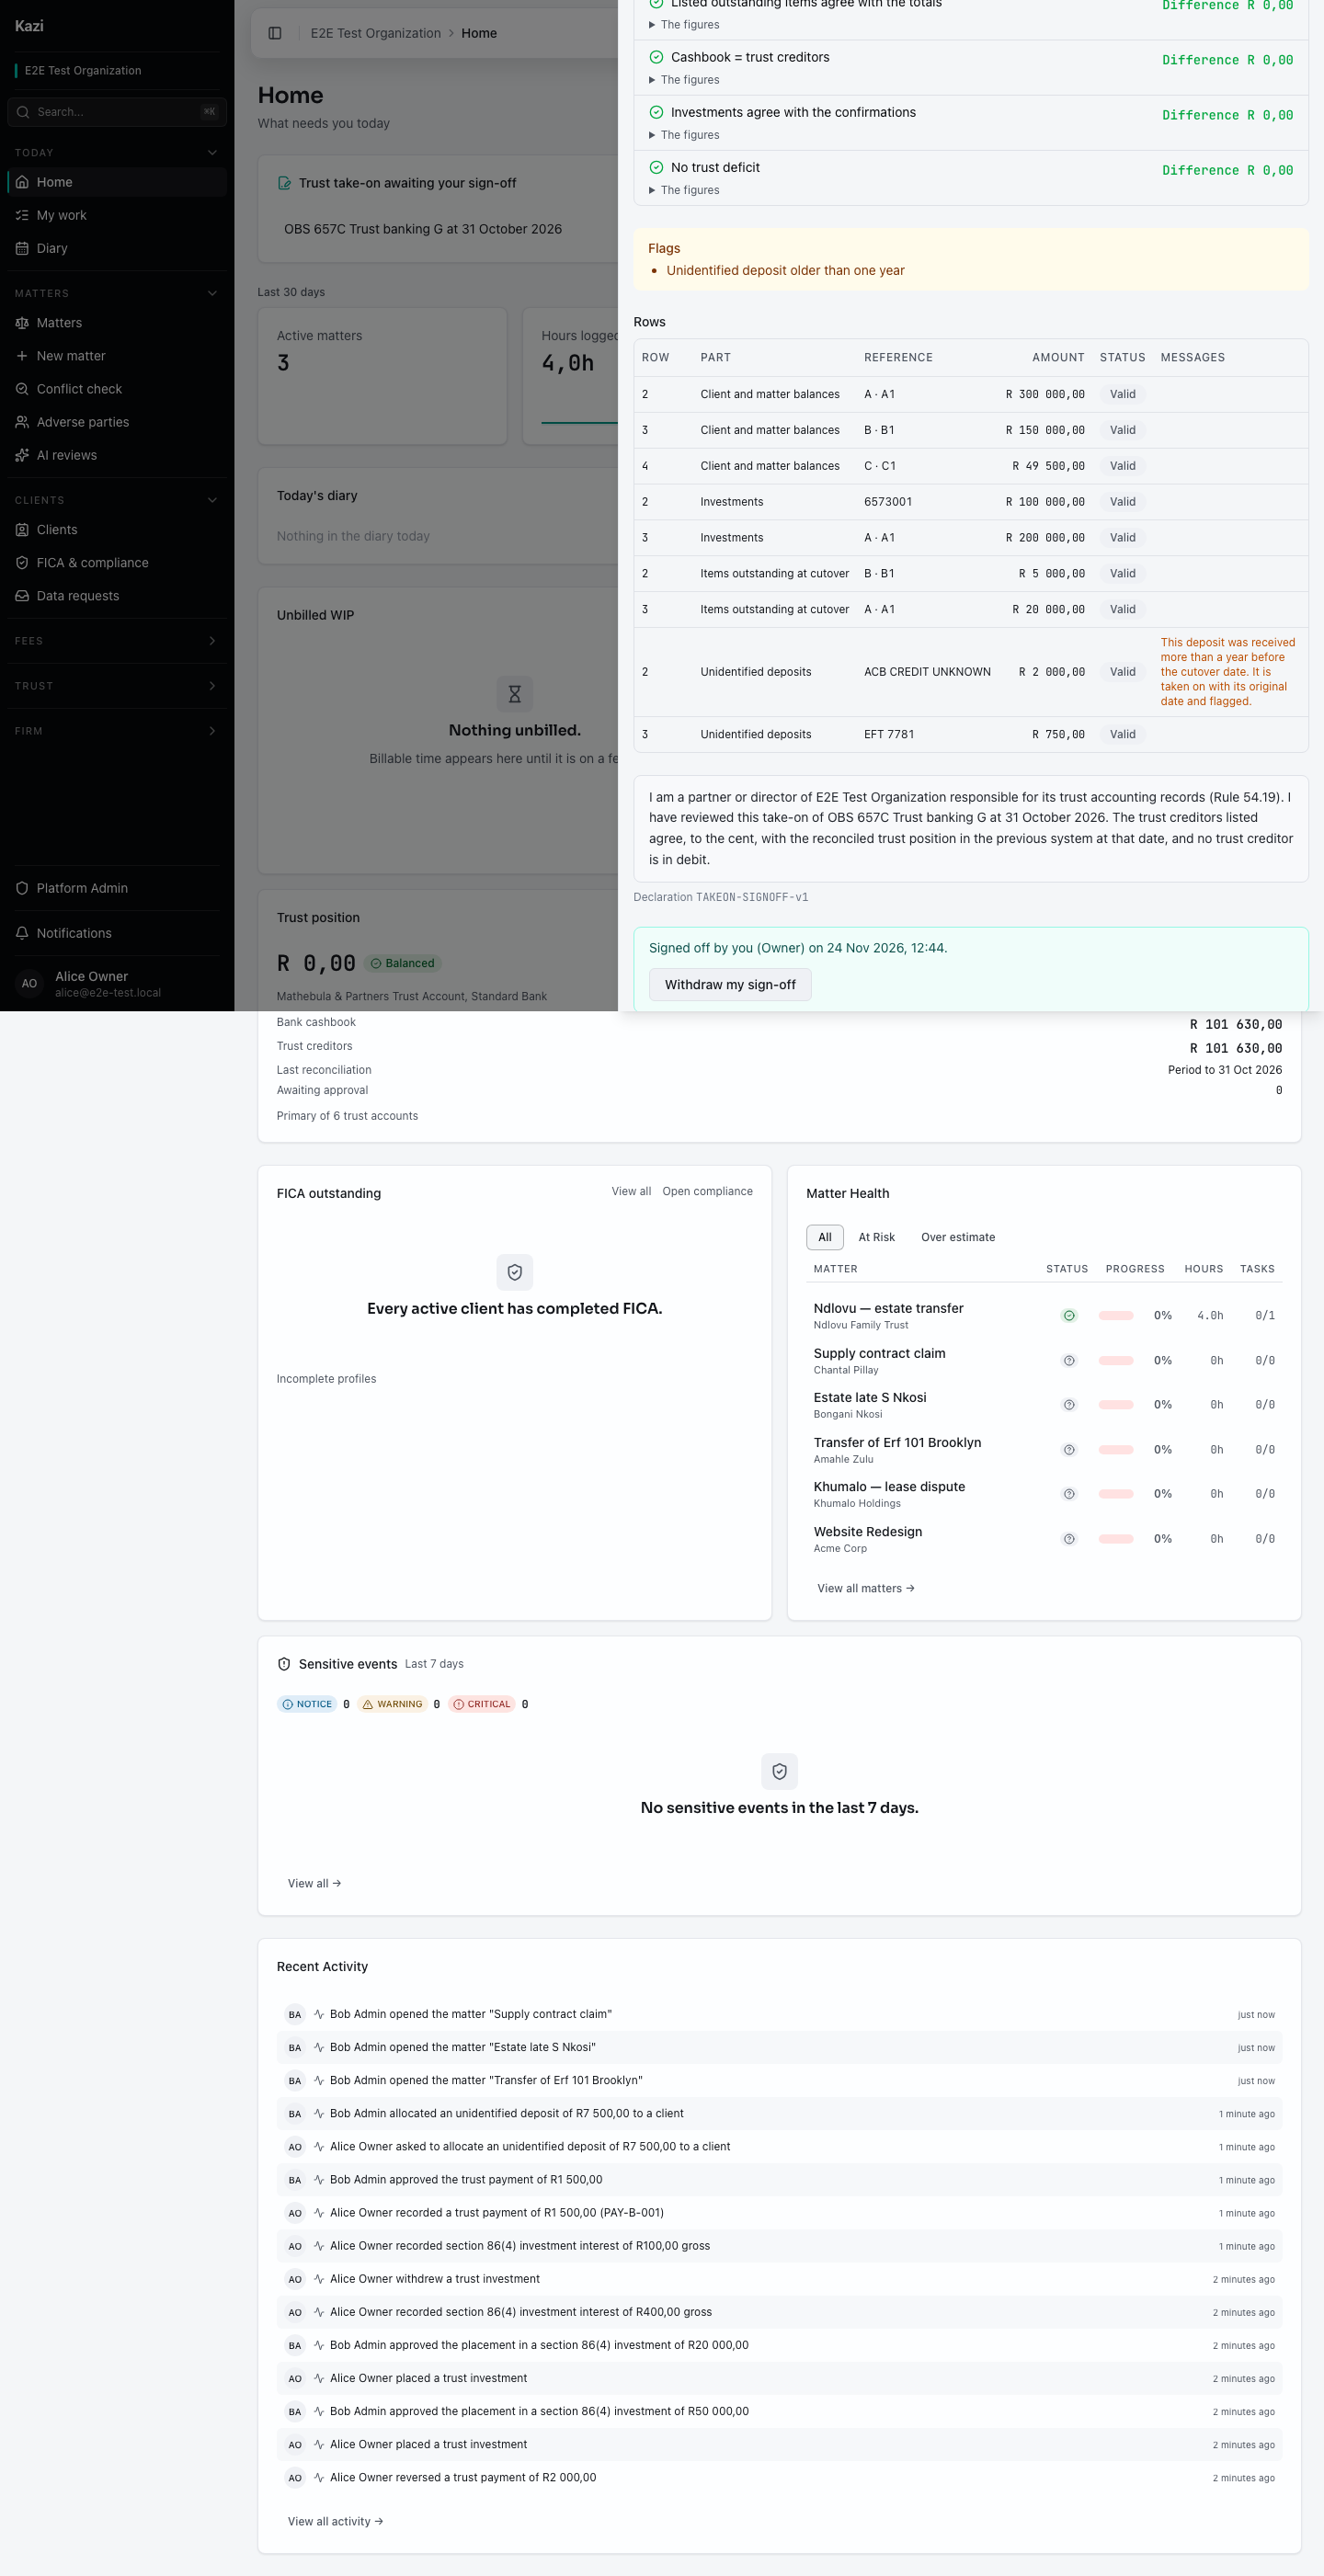 Kazi
E2E Test Organization
Search... ⌘K
TODAY
Home
My work
Diary
MATTERS
Matters
New matter
Conflict check
Adverse parties
AI reviews
CLIENTS
Clients
FICA & compliance
Data requests
FEES
TRUST
FIRM
Platform Admin
Notifications
AO Alice Owner
alice@e2e-test.local
E2E Test Organization > Home
Home
What needs you today
Trust take-on awaiting your sign-off
OBS 657C Trust banking G at 31 October 2026
Last 30 days
Active matters
3
Hours logged
4,0h
Today's diary
Nothing in the diary today
Unbilled WIP
Nothing unbilled.
Billable time appears here until it is on a fe
Trust position
R 0,00 Balanced
Mathebula & Partners Trust Account, Standard Bank
Listed outstanding items agree with the totals Difference R 0,00
The figures
Cashbook = trust creditors Difference R 0,00
The figures
Investments agree with the confirmations Difference R 0,00
The figures
No trust deficit Difference R 0,00
The figures
Flags
• Unidentified deposit older than one year
Rows
ROW PART REFERENCE AMOUNT STATUS MESSAGES
2 Client and matter balances A · A1 R 300 000,00 Valid
3 Client and matter balances B · B1 R 150 000,00 Valid
4 Client and matter balances C · C1 R 49 500,00 Valid
2 Investments 6573001 R 100 000,00 Valid
3 Investments A · A1 R 200 000,00 Valid
2 Items outstanding at cutover B · B1 R 5 000,00 Valid
3 Items outstanding at cutover A · A1 R 20 000,00 Valid
2 Unidentified deposits ACB CREDIT UNKNOWN R 2 000,00 Valid
This deposit was received
more than a year before
the cutover date. It is
taken on with its original
date and flagged.
3 Unidentified deposits EFT 7781 R 750,00 Valid
I am a partner or director of E2E Test Organization responsible for its trust accounting records (Rule 54.19). I
have reviewed this take-on of OBS 657C Trust banking G at 31 October 2026. The trust creditors listed
agree, to the cent, with the reconciled trust position in the previous system at that date, and no trust creditor
is in debit.
Declaration TAKEON-SIGNOFF-v1
Signed off by you (Owner) on 24 Nov 2026, 12:44.
Withdraw my sign-off
Bank cashbook R 101 630,00
Trust creditors R 101 630,00
Last reconciliation Period to 31 Oct 2026
Awaiting approval 0
Primary of 6 trust accounts
FICA outstanding View all Open compliance
Every active client has completed FICA.
Incomplete profiles
Matter Health
All At Risk Over estimate
MATTER STATUS PROGRESS HOURS TASKS
Ndlovu — estate transfer 0% 4.0h 0/1
Ndlovu Family Trust
Supply contract claim 0% 0h 0/0
Chantal Pillay
Estate late S Nkosi 0% 0h 0/0
Bongani Nkosi
Transfer of Erf 101 Brooklyn 0% 0h 0/0
Amahle Zulu
Khumalo — lease dispute 0% 0h 0/0
Khumalo Holdings
Website Redesign 0% 0h 0/0
Acme Corp
View all matters →
Sensitive events Last 7 days
NOTICE 0 WARNING 0 CRITICAL 0
No sensitive events in the last 7 days.
View all →
Recent Activity
BA Bob Admin opened the matter "Supply contract claim" just now
BA Bob Admin opened the matter "Estate late S Nkosi" just now
BA Bob Admin opened the matter "Transfer of Erf 101 Brooklyn" just now
BA Bob Admin allocated an unidentified deposit of R7 500,00 to a client 1 minute ago
AO Alice Owner asked to allocate an unidentified deposit of R7 500,00 to a client 1 minute ago
BA Bob Admin approved the trust payment of R1 500,00 1 minute ago
AO Alice Owner recorded a trust payment of R1 500,00 (PAY-B-001) 1 minute ago
AO Alice Owner recorded section 86(4) investment interest of R100,00 gross 1 minute ago
AO Alice Owner withdrew a trust investment 2 minutes ago
AO Alice Owner recorded section 86(4) investment interest of R400,00 gross 2 minutes ago
BA Bob Admin approved the placement in a section 86(4) investment of R20 000,00 2 minutes ago
AO Alice Owner placed a trust investment 2 minutes ago
BA Bob Admin approved the placement in a section 86(4) investment of R50 000,00 2 minutes ago
AO Alice Owner placed a trust investment 2 minutes ago
AO Alice Owner reversed a trust payment of R2 000,00 2 minutes ago
View all activity →